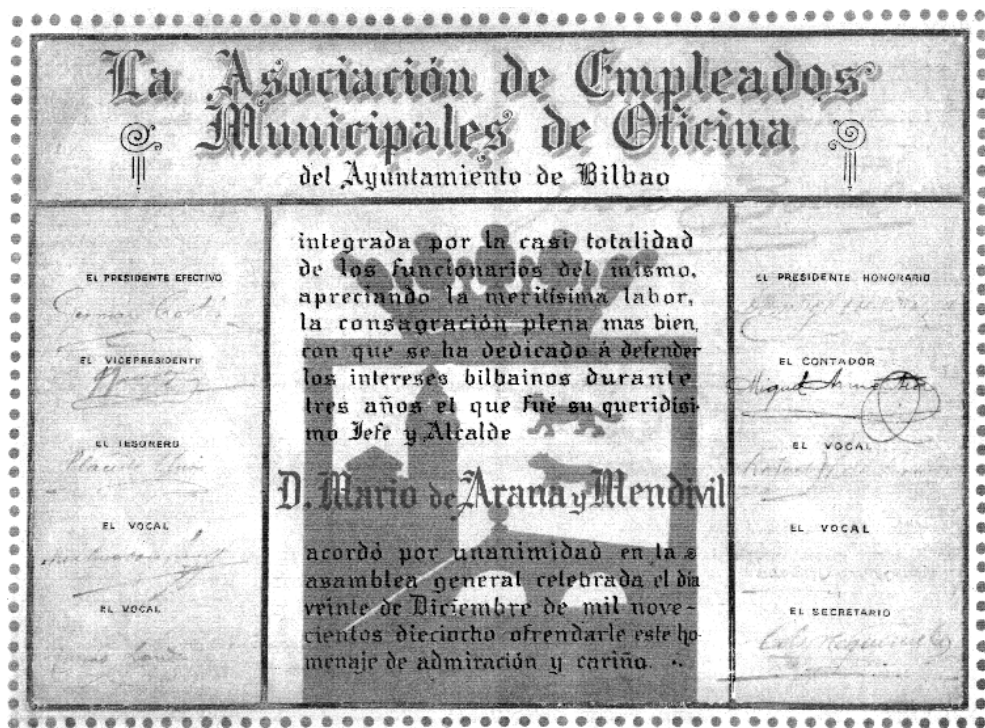 La Asociación de Empleados
Municipales de Oficina
del Ayuntamiento de Bilbao
EL PRESIDENTE EFECTIVO
EL VICEPRESIDENTE
EL TESORERO
EL VOCAL
EL VOCAL
integrada por la casi totalidad
de los funcionarios del mismo,
apreciando la meritísima labor,
la consagración plena mas bien,
con que se ha dedicado á defender
los intereses bilbainos durante
tres años el que fué su queridísi-
mo Jefe y Alcalde
D. Mario de Arana y Mendivil
acordó por unanimidad en la
asamblea general celebrada el dia
veinte de Diciembre de mil nove-
cientos dieciocho ofrendarle este ho-
menaje de admiración y cariño.
EL PRESIDENTE HONORARIO
EL CONTADOR
Miguel
EL VOCAL
EL VOCAL
EL SECRETARIO